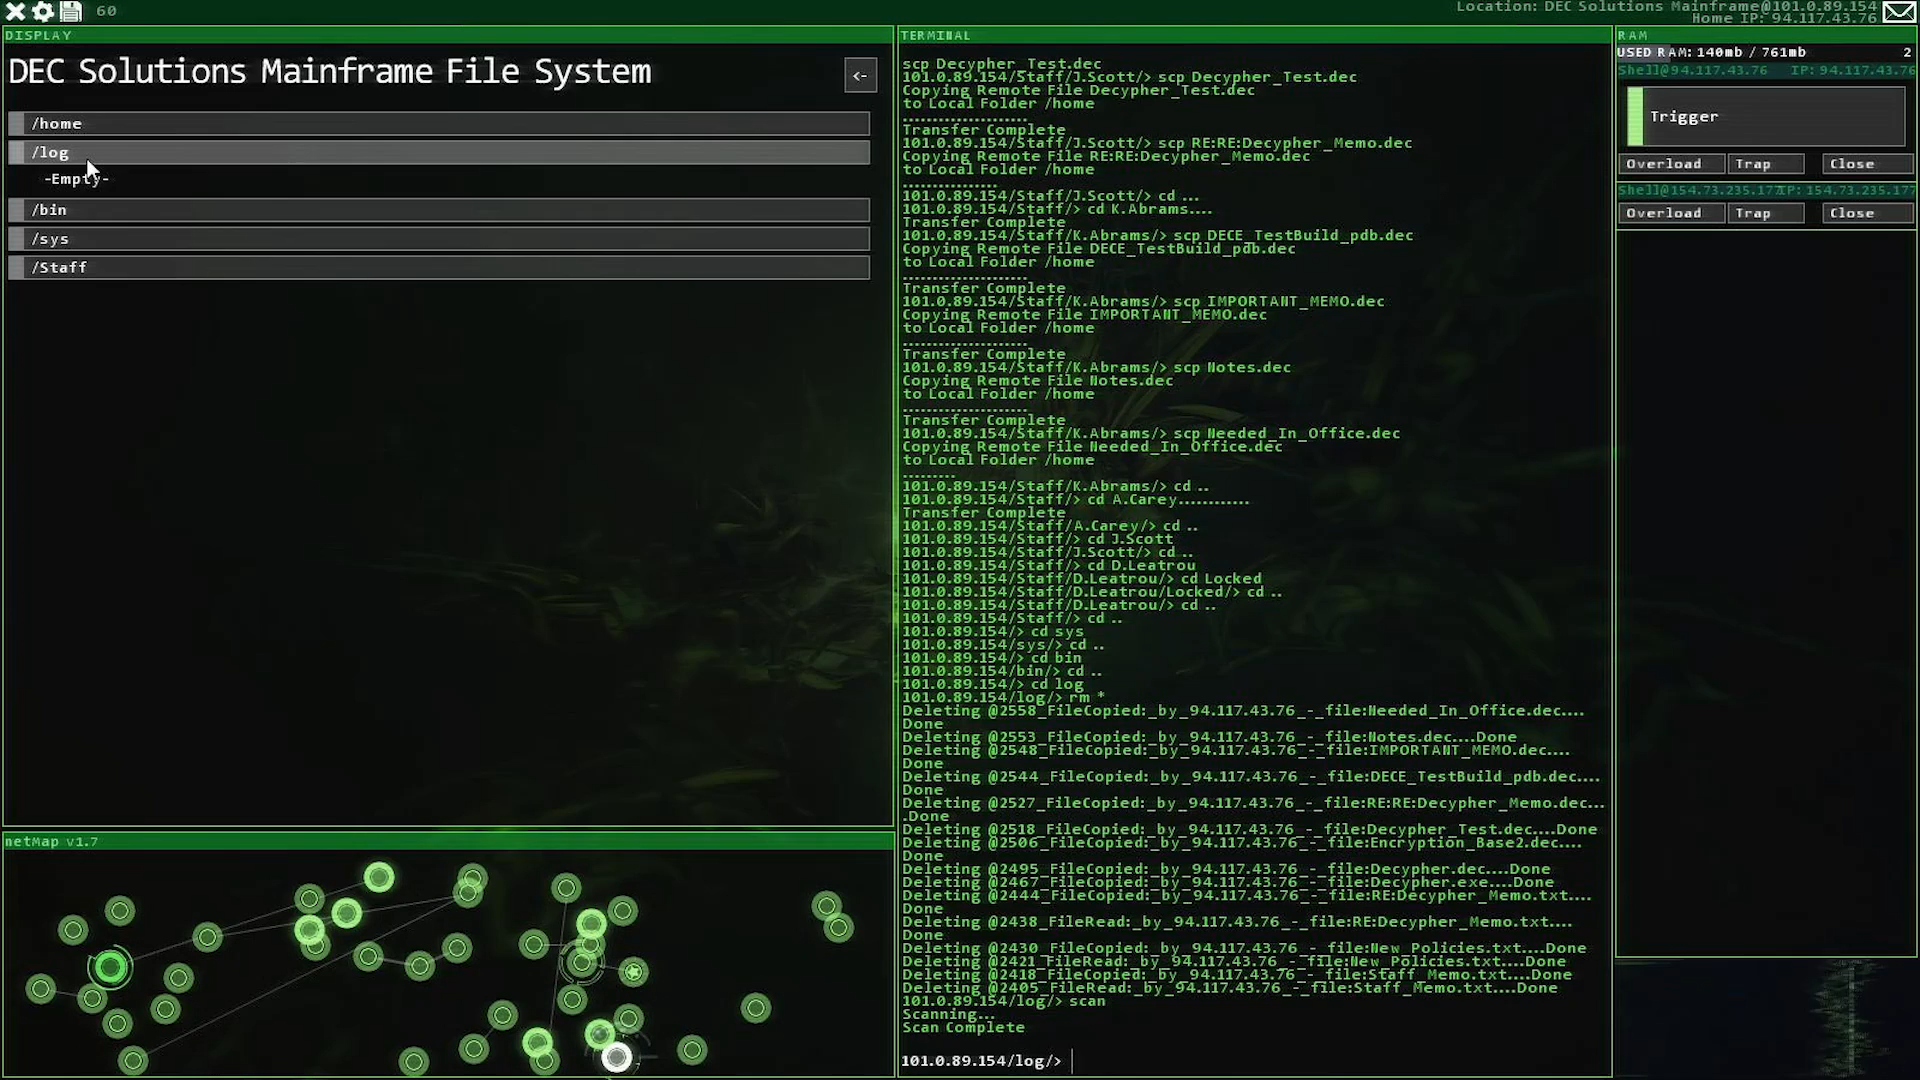 60
Location: DEC Solutions Mainframe@101.0.89.154
Home IP: 94.117.43.76
DISPLAY
DEC Solutions Mainframe File System
<-
/home
/log
-Empty-
/bin
/sys
/Staff
netMap v1.7
TERMINAL
scp Decypher_Test.dec
101.0.89.154/Staff/J.Scott/> scp Decypher_Test.dec
Copying Remote File Decypher_Test.dec
to Local Folder /home
.....................
Transfer Complete
101.0.89.154/Staff/J.Scott/> scp RE:RE:Decypher_Memo.dec
Copying Remote File RE:RE:Decypher_Memo.dec
to Local Folder /home
................
101.0.89.154/Staff/J.Scott/> cd ...
101.0.89.154/Staff/> cd K.Abrams....
Transfer Complete
101.0.89.154/Staff/K.Abrams/> scp DECE_TestBuild_pdb.dec
Copying Remote File DECE_TestBuild_pdb.dec
to Local Folder /home
.....................
Transfer Complete
101.0.89.154/Staff/K.Abrams/> scp IMPORTANT_MEMO.dec
Copying Remote File IMPORTANT_MEMO.dec
to Local Folder /home
.....................
Transfer Complete
101.0.89.154/Staff/K.Abrams/> scp Notes.dec
Copying Remote File Notes.dec
to Local Folder /home
.....................
Transfer Complete
101.0.89.154/Staff/K.Abrams/> scp Needed_In_Office.dec
Copying Remote File Needed_In_Office.dec
to Local Folder /home
.........
101.0.89.154/Staff/K.Abrams/> cd ..
101.0.89.154/Staff/> cd A.Carey............
Transfer Complete
101.0.89.154/Staff/A.Carey/> cd ..
101.0.89.154/Staff/> cd J.Scott
101.0.89.154/Staff/J.Scott/> cd ..
101.0.89.154/Staff/> cd D.Leatrou
101.0.89.154/Staff/D.Leatrou/> cd Locked
101.0.89.154/Staff/D.Leatrou/Locked/> cd ..
101.0.89.154/Staff/D.Leatrou/> cd ..
101.0.89.154/Staff/> cd ..
101.0.89.154/> cd sys
101.0.89.154/sys/> cd ..
101.0.89.154/> cd bin
101.0.89.154/bin/> cd ..
101.0.89.154/> cd log
101.0.89.154/log/> rm *
Deleting @2558_FileCopied:_by_94.117.43.76_-_file:Needed_In_Office.dec....
Done
Deleting @2553_FileCopied:_by_94.117.43.76_-_file:Notes.dec....Done
Deleting @2548_FileCopied:_by_94.117.43.76_-_file:IMPORTANT_MEMO.dec....
Done
Deleting @2544_FileCopied:_by_94.117.43.76_-_file:DECE_TestBuild_pdb.dec....
Done
Deleting @2527_FileCopied:_by_94.117.43.76_-_file:RE:RE:Decypher_Memo.dec...
.Done
Deleting @2518_FileCopied:_by_94.117.43.76_-_file:Decypher_Test.dec....Done
Deleting @2506_FileCopied:_by_94.117.43.76_-_file:Encryption_Base2.dec....
Done
Deleting @2495_FileCopied:_by_94.117.43.76_-_file:Decypher.dec....Done
Deleting @2467_FileCopied:_by_94.117.43.76_-_file:Decypher.exe....Done
Deleting @2444_FileCopied:_by_94.117.43.76_-_file:RE:Decypher_Memo.txt....
Done
Deleting @2438_FileRead:_by_94.117.43.76_-_file:RE:Decypher_Memo.txt....
Done
Deleting @2430_FileCopied:_by_94.117.43.76_-_file:New_Policies.txt....Done
Deleting @2421_FileRead:_by_94.117.43.76_-_file:New_Policies.txt....Done
Deleting @2418_FileCopied:_by_94.117.43.76_-_file:Staff_Memo.txt....Done
Deleting @2405_FileRead:_by_94.117.43.76_-_file:Staff_Memo.txt....Done
101.0.89.154/log/> scan
Scanning...
Scan Complete
101.0.89.154/log/>
RAM
USED RAM: 140mb / 761mb 2
Shell@94.117.43.76 IP: 94.117.43.76
Trigger
Overload Trap Close
Shell@154.73.235.177 IP: 154.73.235.177
Overload Trap Close